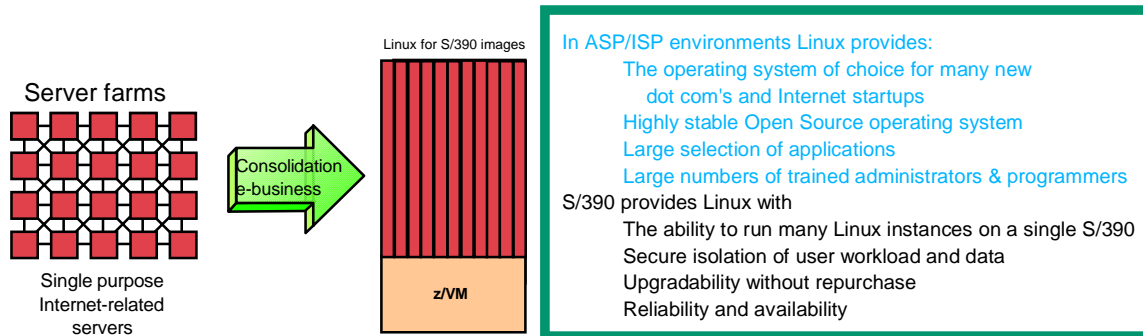 Server farms
Single purpose
Internet-related
servers
Consolidation
e-business
Linux for S/390 images
z/VM
In ASP/ISP environments Linux provides:
The operating system of choice for many new
dot com's and Internet startups
Highly stable Open Source operating system
Large selection of applications
Large numbers of trained administrators & programmers
S/390 provides Linux with
The ability to run many Linux instances on a single S/390
Secure isolation of user workload and data
Upgradability without repurchase
Reliability and availability